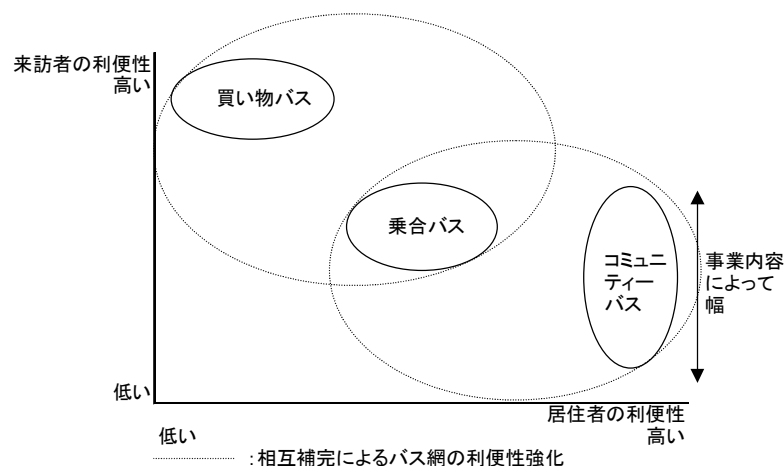 来訪者の利便性
高い
買い物バス
乗合バス
コミュニ
ティー
バス
事業内容
によって
幅
低い
居住者の利便性
高い
低い
:相互補完によるバス網の利便性強化